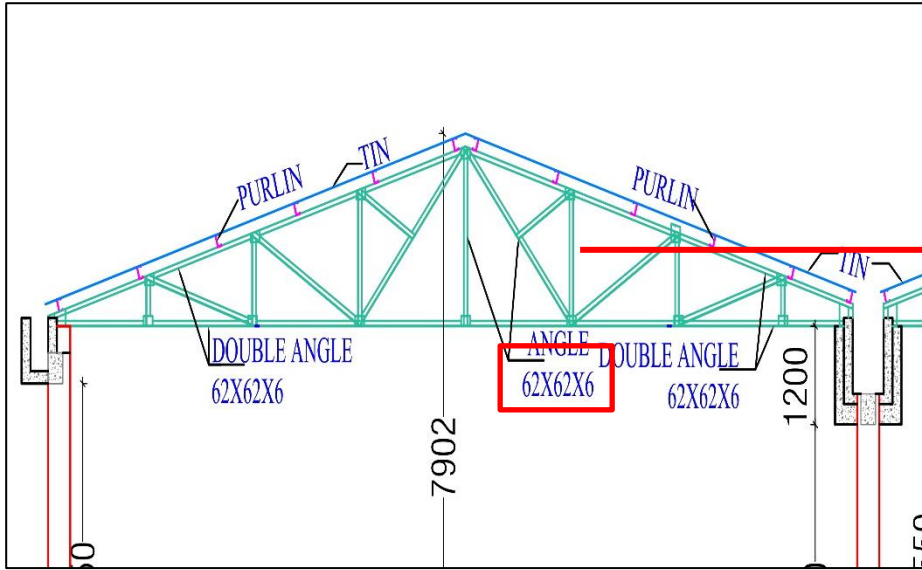 TIN
PURLIN
PURLIN
TIN
DOUBLE ANGLE
62X62X6
ANGLE
62X62X6
DOUBLE ANGLE
62X62X6
1200
7902